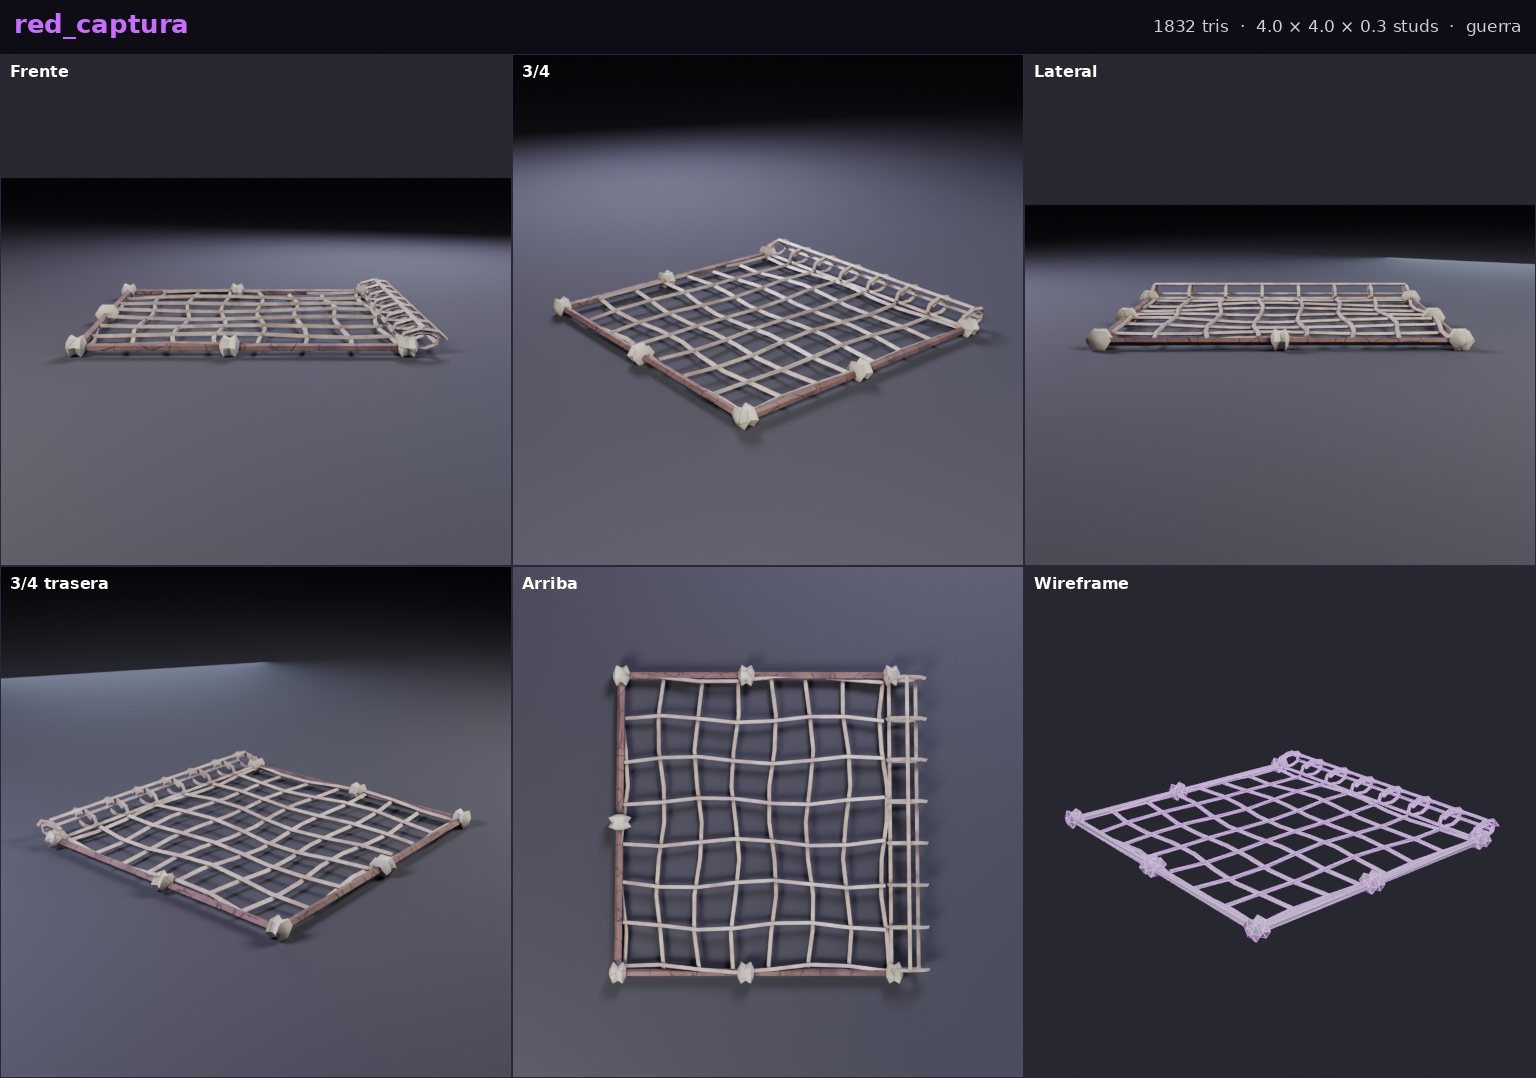 red_captura
1832 tris · 4.0 × 4.0 × 0.3 studs · guerra
Frente
3/4
Lateral
3/4 trasera
Arriba
Wireframe